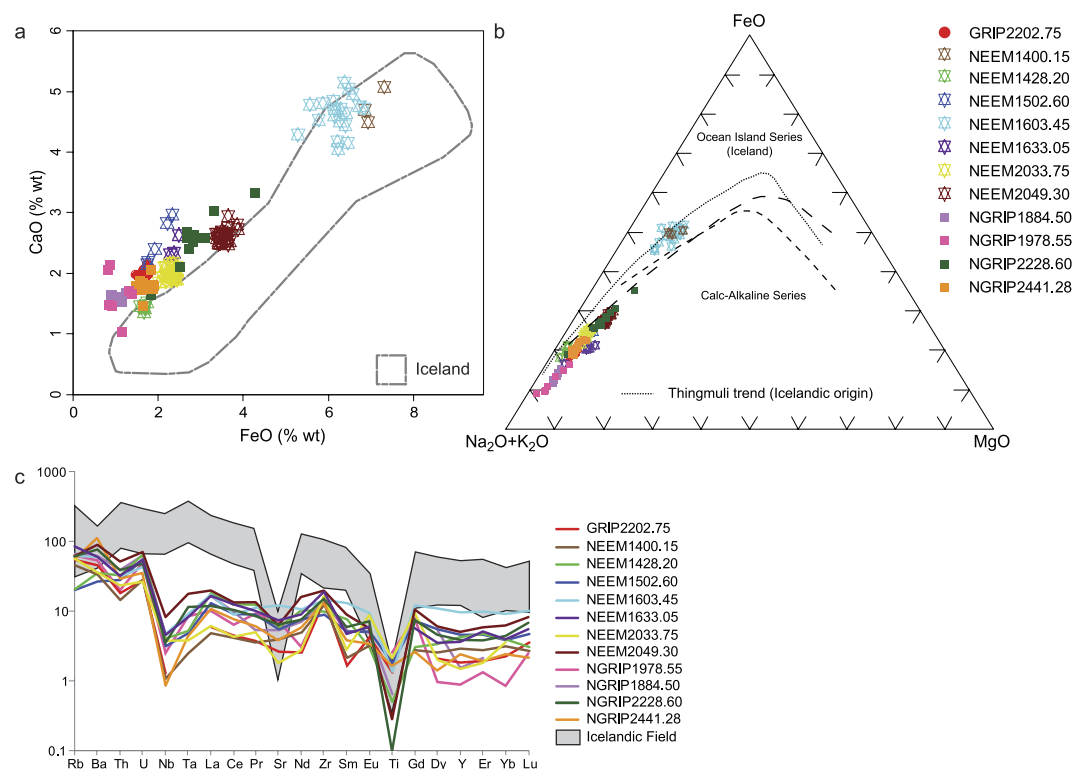 a
6
5
4
3
2
1
0
CaO (% wt)
0
2
4
6
8
FeO (% wt)
Iceland
b
FeO
Ocean Island Series
(Iceland)
Calc-Alkaline Series
Thingmuli trend (Icelandic origin)
Na2O+K2O
MgO
GRIP2202.75
NEEM1400.15
NEEM1428.20
NEEM1502.60
NEEM1603.45
NEEM1633.05
NEEM2033.75
NEEM2049.30
NGRIP1884.50
NGRIP1978.55
NGRIP2228.60
NGRIP2441.28
c
1000
100
10
1
0.1
Rb Ba Th U Nb Ta La Ce Pr Sr Nd Zr Sm Eu Ti Gd Dy Y Er Yb Lu
GRIP2202.75
NEEM1400.15
NEEM1428.20
NEEM1502.60
NEEM1603.45
NEEM1633.05
NEEM2033.75
NEEM2049.30
NGRIP1978.55
NGRIP1884.50
NGRIP2228.60
NGRIP2441.28
Icelandic Field